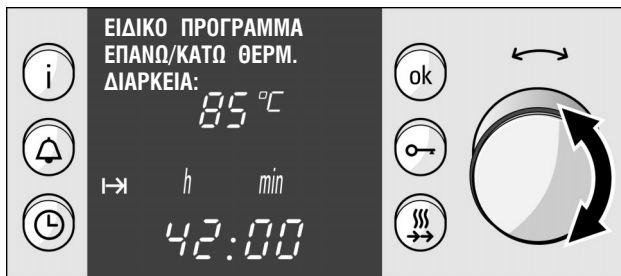 ΕΙΔΙΚΟ ΠΡΟΓΡΑΜΜΑ
ΕΠΑΝΩ/ΚΑΤΩ ΘΕΡΜ.
ΔΙΑΡΚΕΙΑ:
85 °C
h min
42:00
i
ok